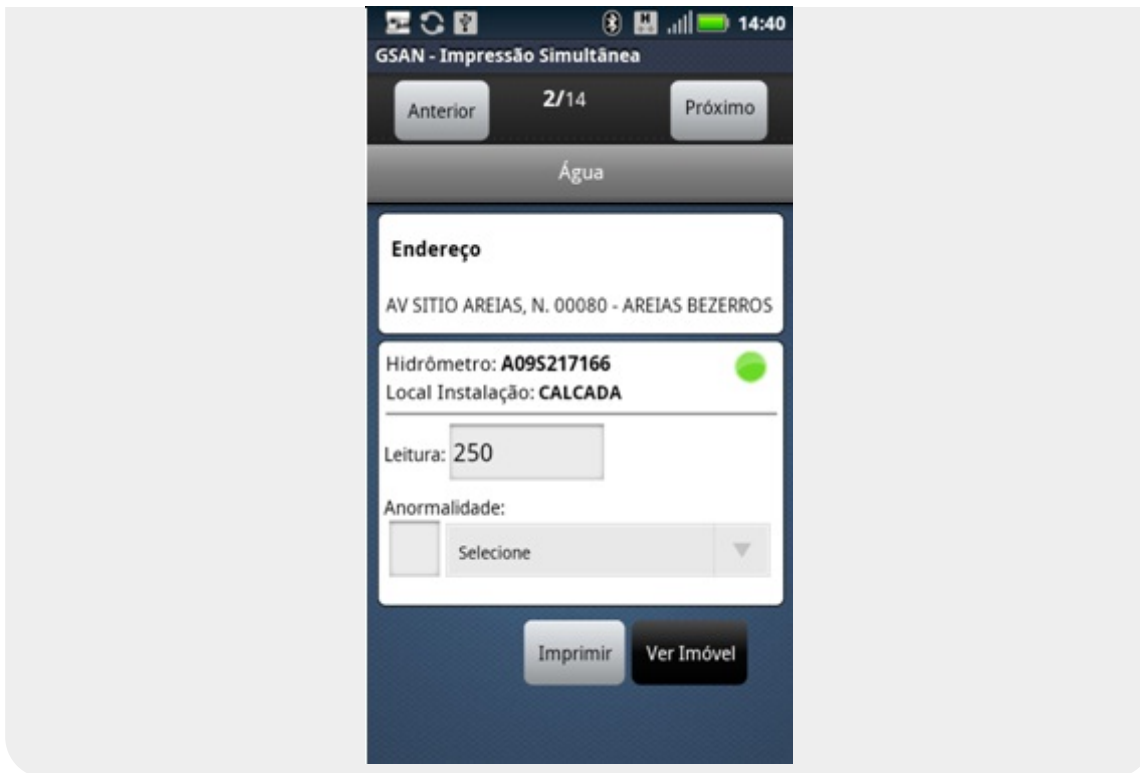 14:40
GSAN - Impressão Simultânea
Anterior
2/14
Próximo
Água
Endereço
AV SITIO AREIAS, N. 00080 - AREIAS BEZERROS
Hidrômetro: A09S217166
Local Instalação: CALCADA
Leitura: 250
Anormalidade:
Selecione
Imprimir
Ver Imóvel